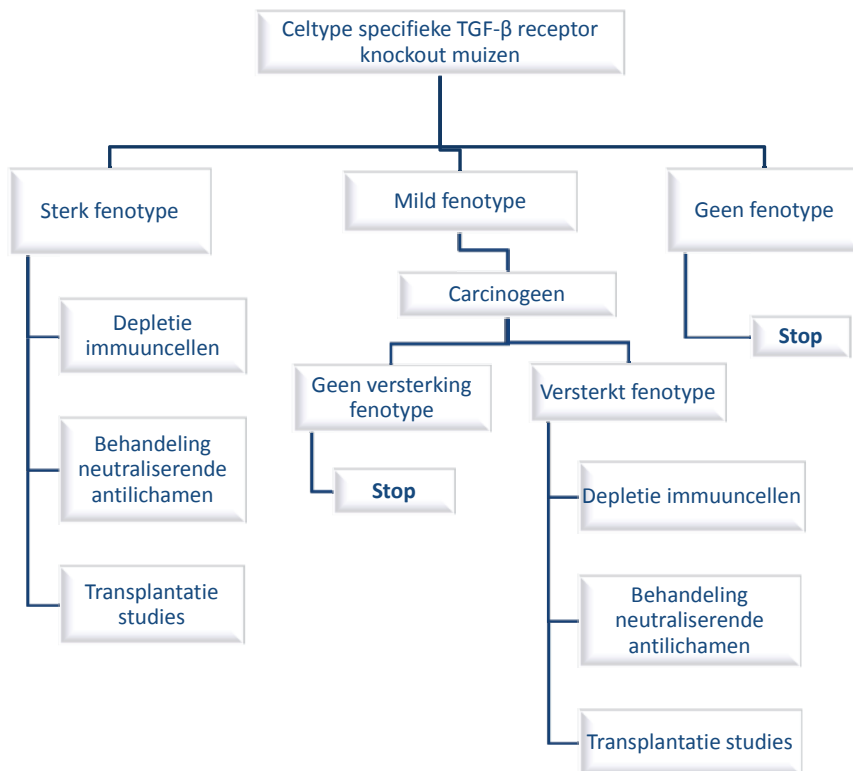 Celtype specifieke TGF-β receptor
knockout muizen
Sterk fenotype
Mild fenotype
Geen fenotype
Depletie
immuuncellen
Behandeling
neutraliserende
antilichamen
Transplantatie
studies
Carcinogeen
Stop
Geen versterking
fenotype
Versterkt fenotype
Stop
Depletie immuuncellen
Behandeling
neutraliserende
antilichamen
Transplantatie studies